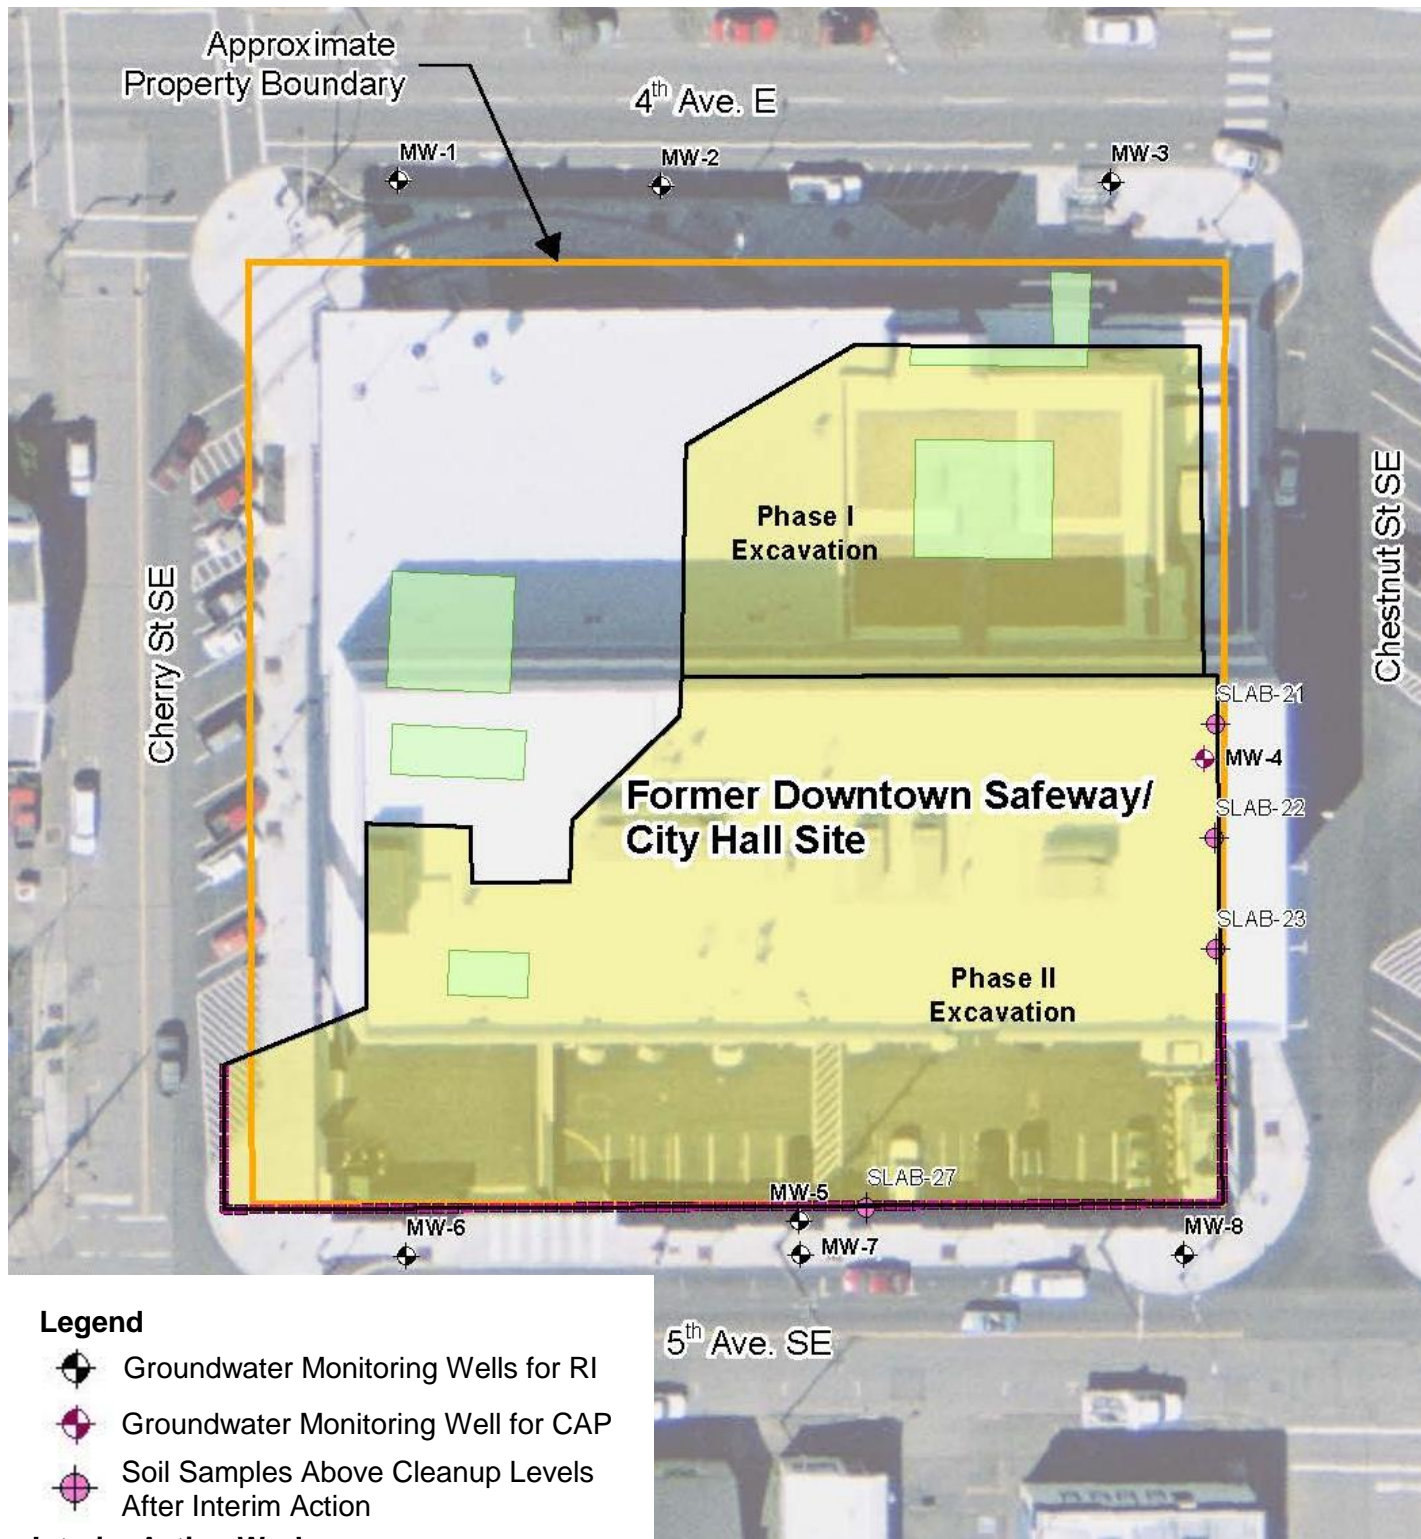 Approximate
Property Boundary
4th Ave. E
MW-1
MW-2
MW-3
Phase I
Excavation
Cherry St SE
Chestnut St SE
SLAB-21
MW-4
Former Downtown Safeway/
City Hall Site
SLAB-22
SLAB-23
Phase II
Excavation
SLAB-27
MW-5
MW-6
MW-7
MW-8
5th Ave. SE
Legend
Groundwater Monitoring Wells for RI
Groundwater Monitoring Well for CAP
Soil Samples Above Cleanup Levels
After Interim Action